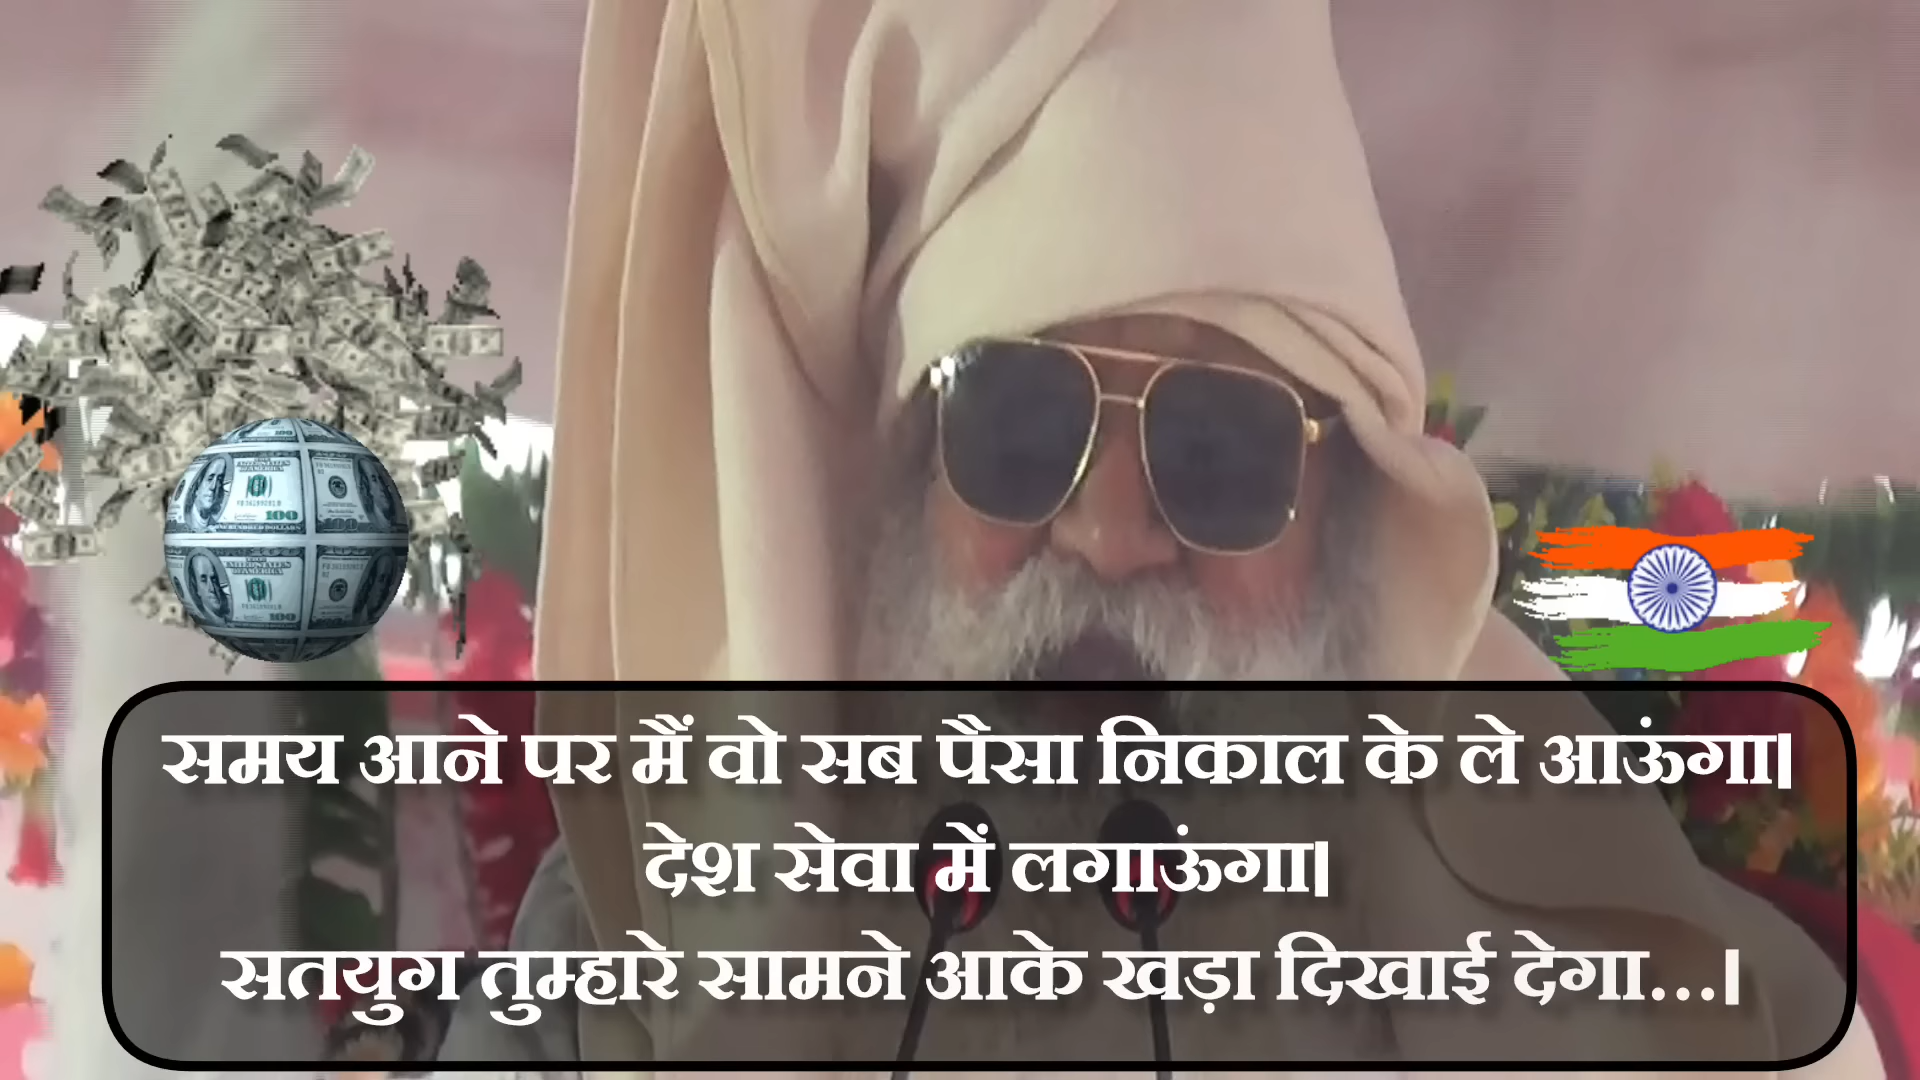 समय आने पर मैं वो सब पैसा निकाल के ले आऊंगा।
देश सेवा में लगाऊंगा।
सतयुग तुम्हारे सामने आके खड़ा दिखाई देगा...।